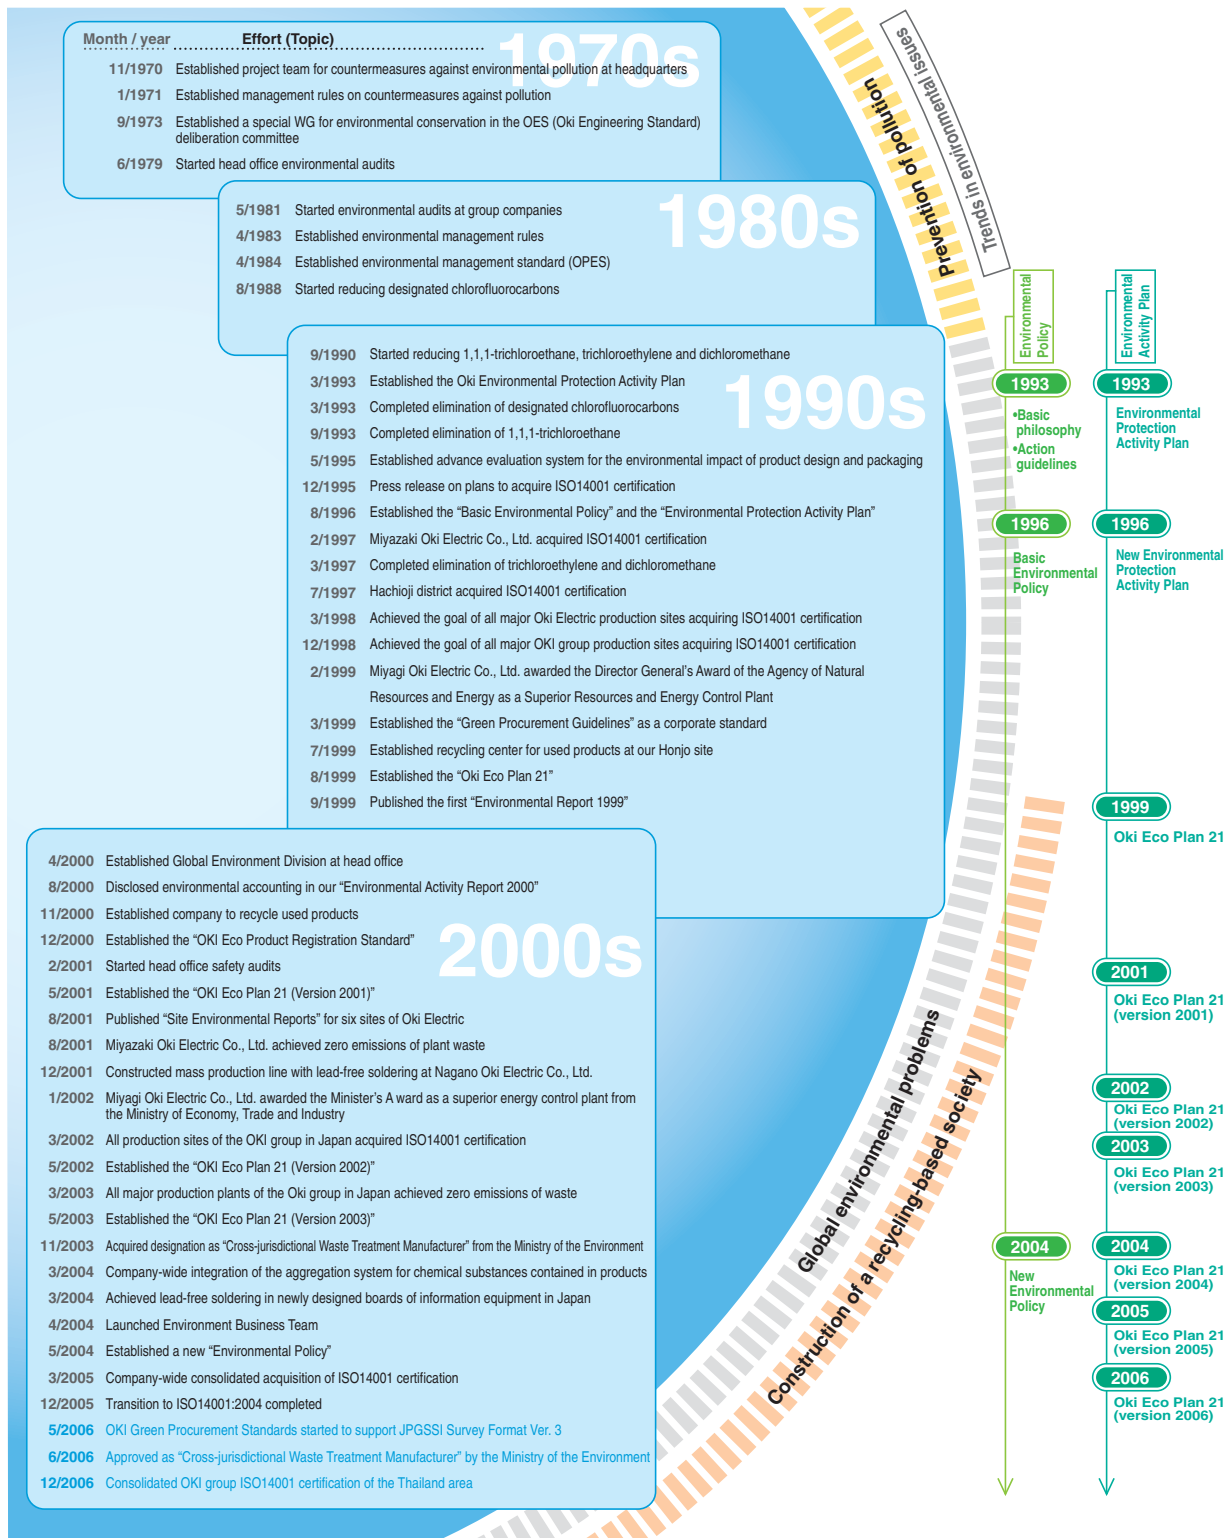 Month / year Effort (Topic)
1970s
11/1970 Established project team for countermeasures against environmental pollution at headquarters
1/1971 Established management rules on countermeasures against pollution
9/1973 Established a special WG for environmental conservation in the OES (Oki Engineering Standard)
deliberation committee
6/1979 Started head office environmental audits
1980s
5/1981 Started environmental audits at group companies
4/1983 Established environmental management rules
4/1984 Established environmental management standard (OPES)
8/1988 Started reducing designated chlorofluorocarbons
1990s
9/1990 Started reducing 1,1,1-trichloroethane, trichloroethylene and dichloromethane
3/1993 Established the Oki Environmental Protection Activity Plan
3/1993 Completed elimination of designated chlorofluorocarbons
9/1993 Completed elimination of 1,1,1-trichloroethane
5/1995 Established advance evaluation system for the environmental impact of product design and packaging
12/1995 Press release on plans to acquire ISO14001 certification
8/1996 Established the “Basic Environmental Policy” and the “Environmental Protection Activity Plan”
2/1997 Miyazaki Oki Electric Co., Ltd. acquired ISO14001 certification
3/1997 Completed elimination of trichloroethylene and dichloromethane
7/1997 Hachioji district acquired ISO14001 certification
3/1998 Achieved the goal of all major Oki Electric production sites acquiring ISO14001 certification
12/1998 Achieved the goal of all major OKI group production sites acquiring ISO14001 certification
2/1999 Miyagi Oki Electric Co., Ltd. awarded the Director General’s Award of the Agency of Natural
Resources and Energy as a Superior Resources and Energy Control Plant
3/1999 Established the “Green Procurement Guidelines” as a corporate standard
7/1999 Established recycling center for used products at our Honjo site
8/1999 Established the “Oki Eco Plan 21”
9/1999 Published the first “Environmental Report 1999”
2000s
4/2000 Established Global Environment Division at head office
8/2000 Disclosed environmental accounting in our “Environmental Activity Report 2000”
11/2000 Established company to recycle used products
12/2000 Established the “OKI Eco Product Registration Standard”
2/2001 Started head office safety audits
5/2001 Established the “OKI Eco Plan 21 (Version 2001)”
8/2001 Published “Site Environmental Reports” for six sites of Oki Electric
8/2001 Miyazaki Oki Electric Co., Ltd. achieved zero emissions of plant waste
12/2001 Constructed mass production line with lead-free soldering at Nagano Oki Electric Co., Ltd.
1/2002 Miyagi Oki Electric Co., Ltd. awarded the Minister’s A ward as a superior energy control plant from
the Ministry of Economy, Trade and Industry
3/2002 All production sites of the OKI group in Japan acquired ISO14001 certification
5/2002 Established the “OKI Eco Plan 21 (Version 2002)”
3/2003 All major production plants of the Oki group in Japan achieved zero emissions of waste
5/2003 Established the “OKI Eco Plan 21 (Version 2003)”
11/2003 Acquired designation as “Cross-jurisdictional Waste Treatment Manufacturer” from the Ministry of the Environment
3/2004 Company-wide integration of the aggregation system for chemical substances contained in products
3/2004 Achieved lead-free soldering in newly designed boards of information equipment in Japan
4/2004 Launched Environment Business Team
5/2004 Established a new “Environmental Policy”
3/2005 Company-wide consolidated acquisition of ISO14001 certification
12/2005 Transition to ISO14001:2004 completed
5/2006 OKI Green Procurement Standards started to support JPGSSI Survey Format Ver. 3
6/2006 Approved as “Cross-jurisdictional Waste Treatment Manufacturer” by the Ministry of the Environment
12/2006 Consolidated OKI group ISO14001 certification of the Thailand area
Trends in environmental issues
Prevention of pollution
Global environmental problems
Construction of a recycling-based society
Environmental
Policy
1993
•Basic
philosophy
•Action
guidelines
1996
Basic
Environmental
Policy
2004
New
Environmental
Policy
Environmental
Activity Plan
1993
Environmental
Protection
Activity Plan
1996
New Environmental
Protection
Activity Plan
1999
Oki Eco Plan 21
2001
Oki Eco Plan 21
(version 2001)
2002
Oki Eco Plan 21
(version 2002)
2003
Oki Eco Plan 21
(version 2003)
2004
Oki Eco Plan 21
(version 2004)
2005
Oki Eco Plan 21
(version 2005)
2006
Oki Eco Plan 21
(version 2006)